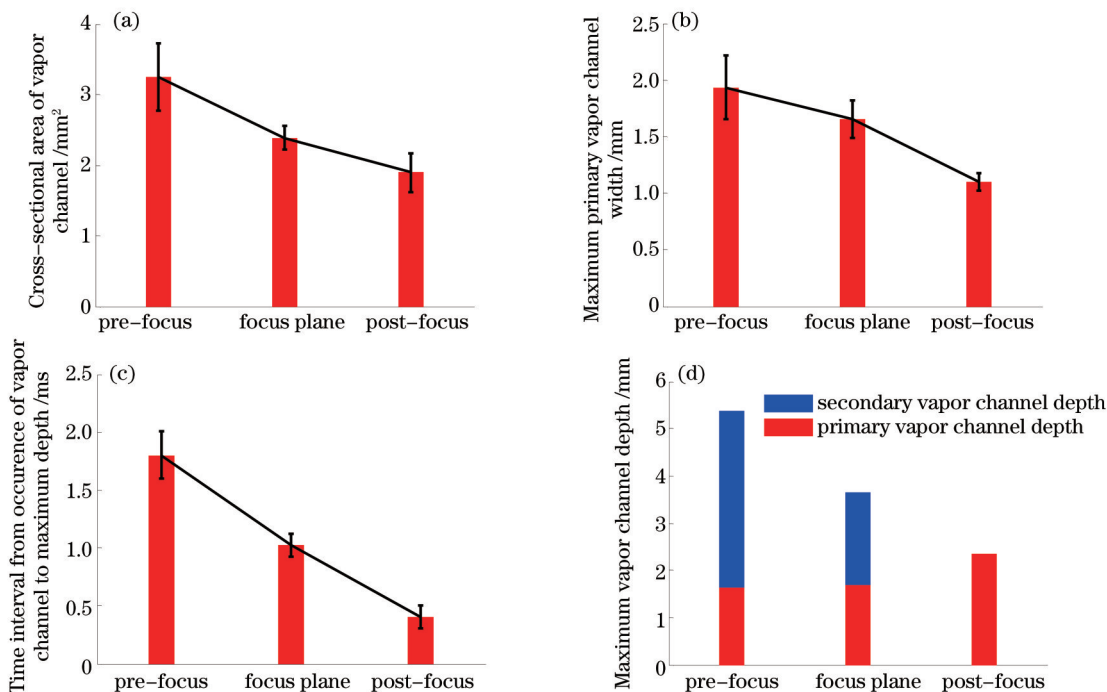 (a)
Cross-sectional area of vapor
channel /mm²
4
3
2
1
0
pre-focus focus plane post-focus
(b)
Maximum primary vapor channel
width /mm
2.5
2.0
1.5
1.0
0.5
0
pre-focus focus plane post-focus
(c)
Time interval from occurence of vapor
channel to maximum depth /ms
2.5
2.0
1.5
1.0
0.5
0
pre-focus focus plane post-focus
(d)
Maximum vapor channel depth/mm
6
5
4
3
2
1
0
secondary vapor channel depth
primary vapor channel depth
pre-focus focus plane post-focus